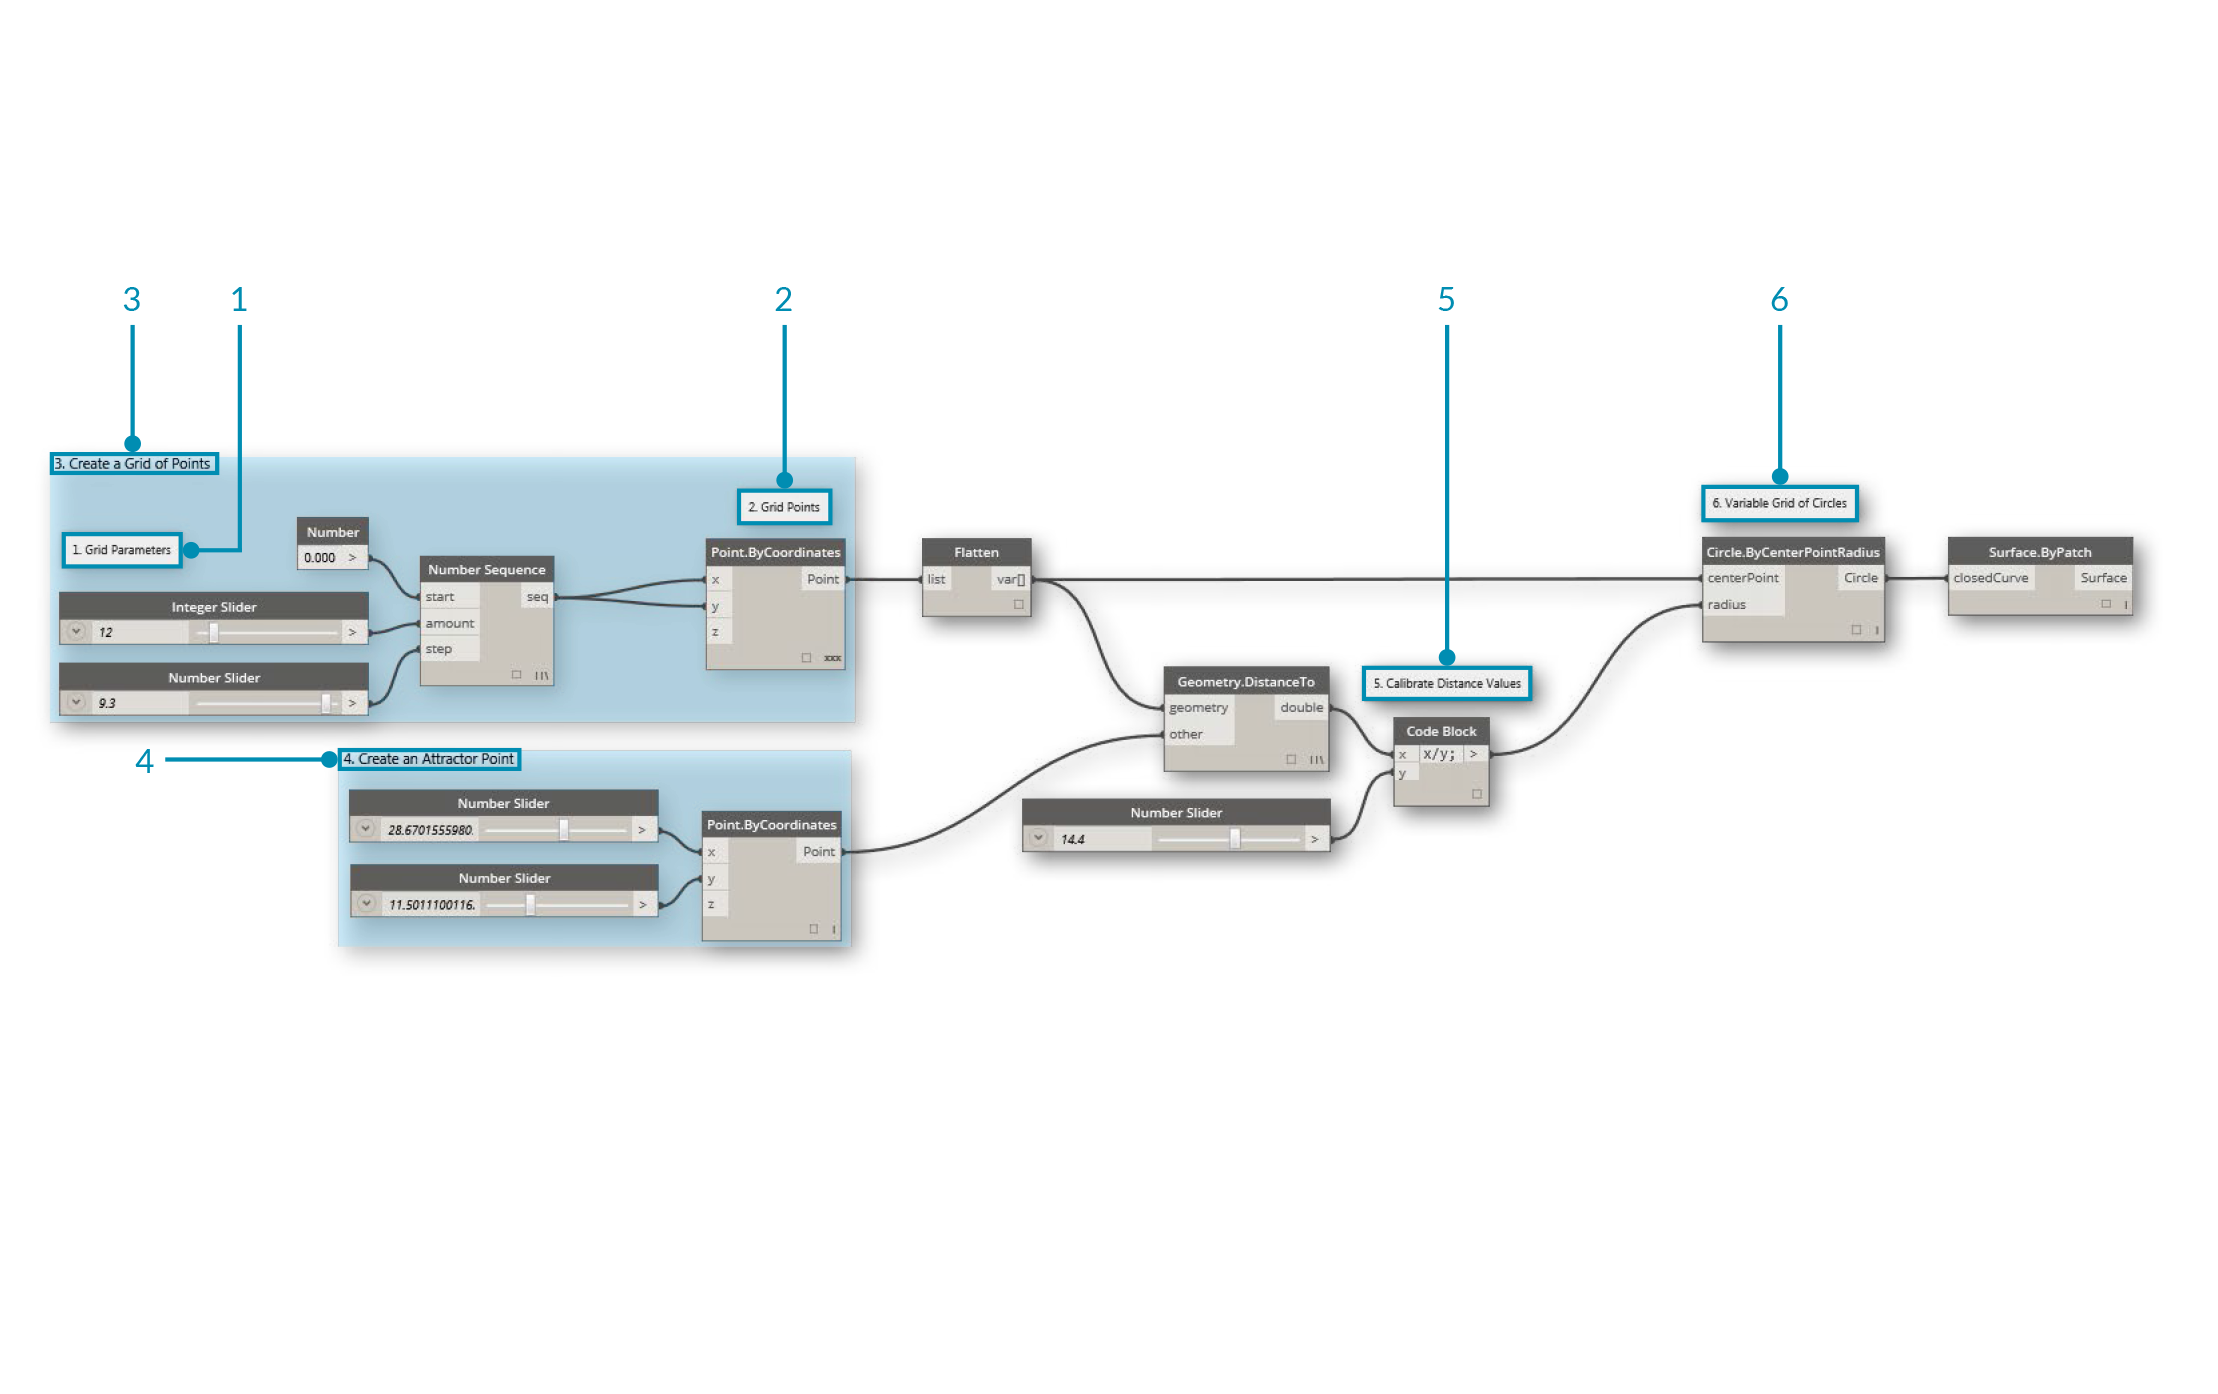 3
1
2
5
6
3. Create a Grid of Points
1. Grid Parameters
2. Grid Points
Number
0.000 >
Integer Slider
12 >
Number Slider
9.3 >
Number Sequence
start seq
amount
step
Point.ByCoordinates
x Point
y
z
xxx
Flatten
list var[]
6. Variable Grid of Circles
Circle.ByCenterPointRadius
centerPoint Circle
radius
Surface.ByPatch
closedCurve Surface
Geometry.DistanceTo
geometry double
other
5. Calibrate Distance Values
Code Block
x x/y; >
y
Number Slider
14.4 >
4
4. Create an Attractor Point
Number Slider
28.6701555980. >
Number Slider
11.5011100116. >
Point.ByCoordinates
x Point
y
z